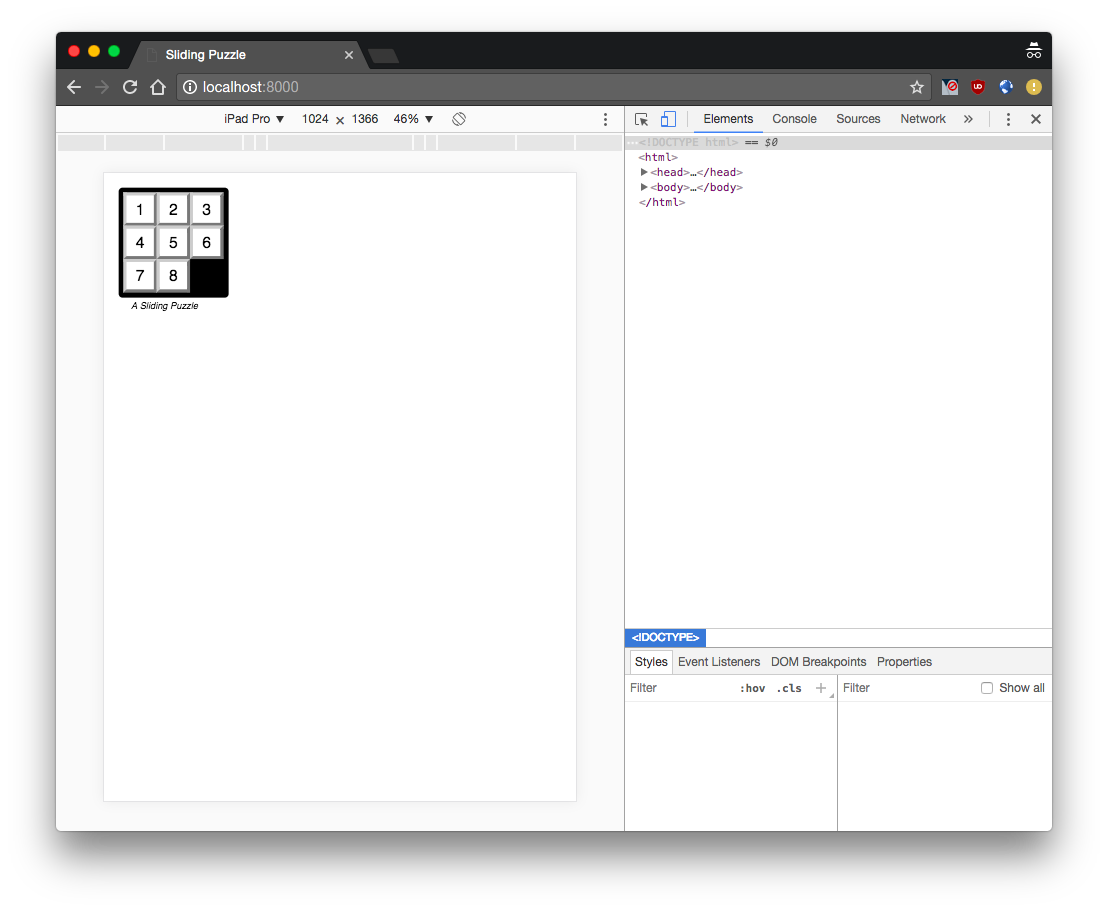 Sliding Puzzle
localhost:8000
iPad Pro ▼ 1024 × 1366 46% ▼
Elements Console Sources Network »
…<!DOCTYPE html> == $0
<html>
▶<head>…</head>
▶<body>…</body>
</html>
1 2 3
4 5 6
7 8
A Sliding Puzzle
<!DOCTYPE>
Styles Event Listeners DOM Breakpoints Properties
Filter :hov .cls + Filter Show all